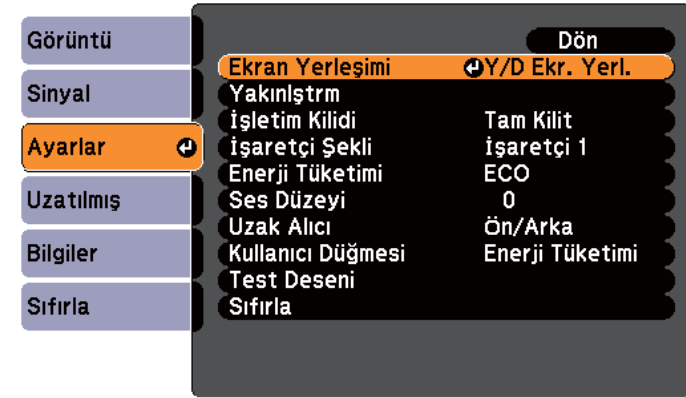 Görüntü
Sinyal
Ayarlar
Uzatılmış
Bilgiler
Sıfırla
Dön
Ekran Yerleşimi Y/D Ekr. Yerl.
Yakınlştrm
İşletim Kilidi Tam Kilit
İşaretçi Şekli İşaretçi 1
Enerji Tüketimi ECO
Ses Düzeyi 0
Uzak Alıcı Ön/Arka
Kullanıcı Düğmesi Enerji Tüketimi
Test Deseni
Sıfırla